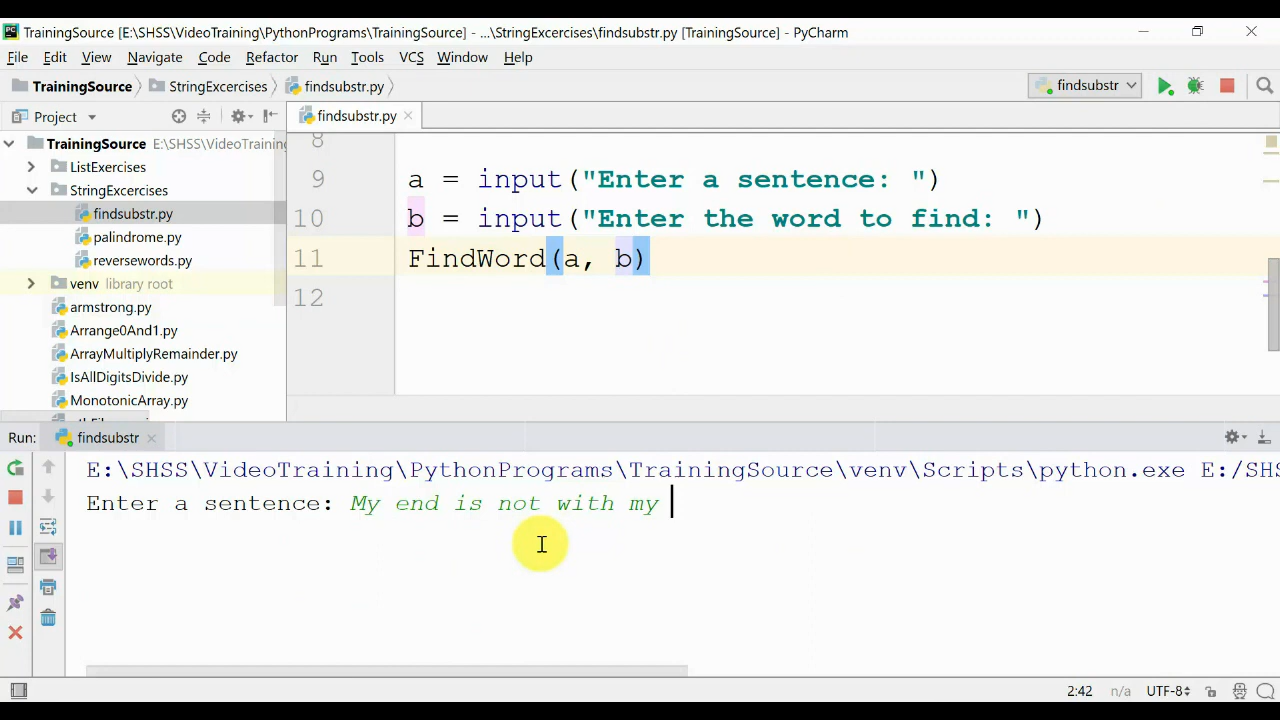 TrainingSource [E:\SHSS\VideoTraining\PythonPrograms\TrainingSource] - ...\StringExcercises\findsubstr.py [TrainingSource] - PyCharm
File Edit View Navigate Code Refactor Run Tools VCS Window Help
TrainingSource StringExcercises findsubstr.py findsubstr
Project findsubstr.py
TrainingSource E:\SHSS\VideoTraining
ListExercises
StringExcercises
findsubstr.py
palindrome.py
reversewords.py
venv library root
armstrong.py
Arrange0And1.py
ArrayMultiplyRemainder.py
IsAllDigitsDivide.py
MonotonicArray.py
8
9 a = input("Enter a sentence: ")
10 b = input("Enter the word to find: ")
11 FindWord(a, b)
12
Run: findsubstr
E:\SHSS\VideoTraining\PythonPrograms\TrainingSource\venv\Scripts\python.exe E:/SHS
Enter a sentence: My end is not with my
2:42 n/a UTF-8